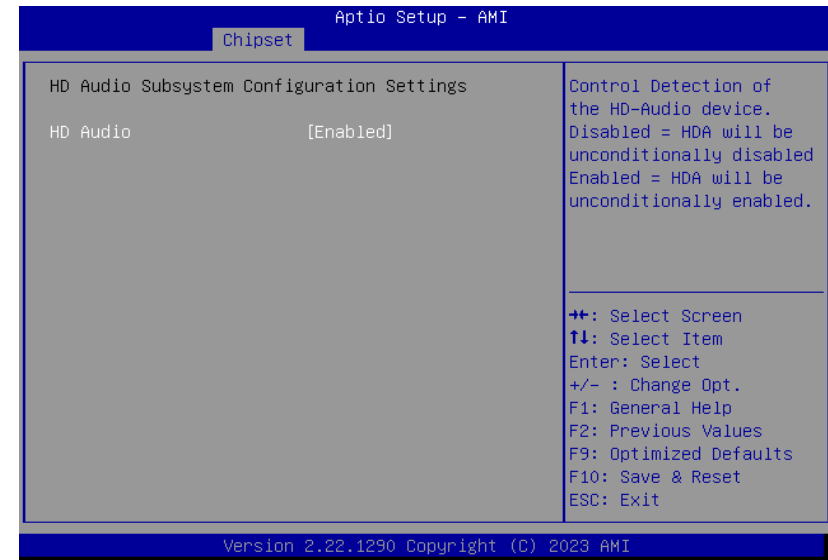 Aptio Setup – AMI
Chipset
HD Audio Subsystem Configuration Settings
HD Audio [Enabled]
Control Detection of
the HD-Audio device.
Disabled = HDA will be
unconditionally disabled
Enabled = HDA will be
unconditionally enabled.
→←: Select Screen
↑↓: Select Item
Enter: Select
+/- : Change Opt.
F1: General Help
F2: Previous Values
F9: Optimized Defaults
F10: Save & Reset
ESC: Exit
Version 2.22.1290 Copyright (C) 2023 AMI